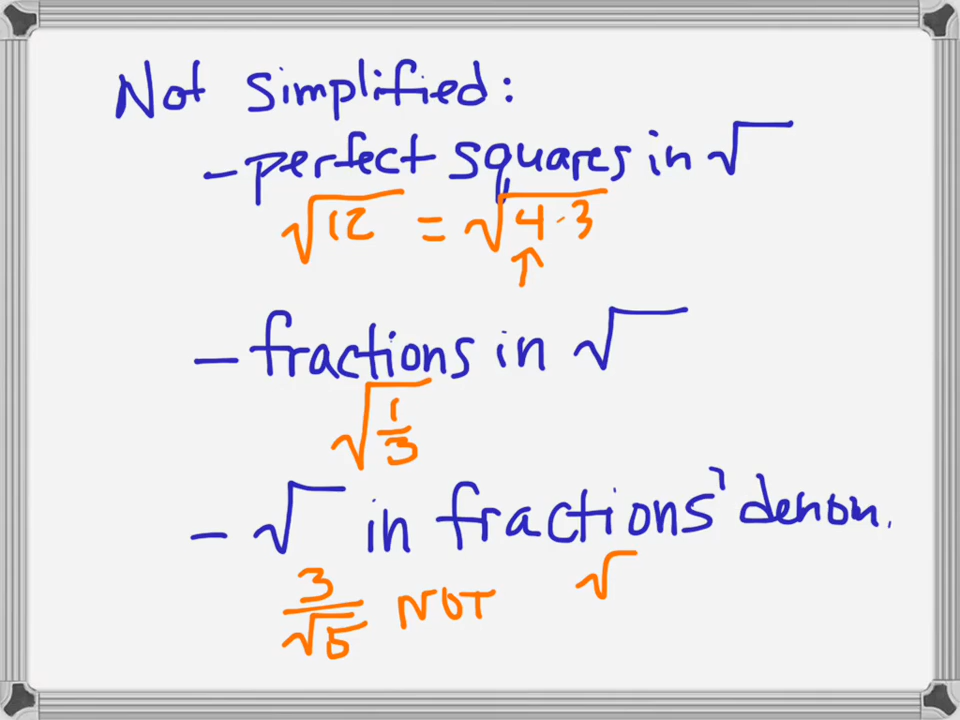 Not simplified:
- perfect squares in √
√12 = √4·3
↑
- fractions in √
√1/3
- √ in fractions' denom.
3/√5 NOT √